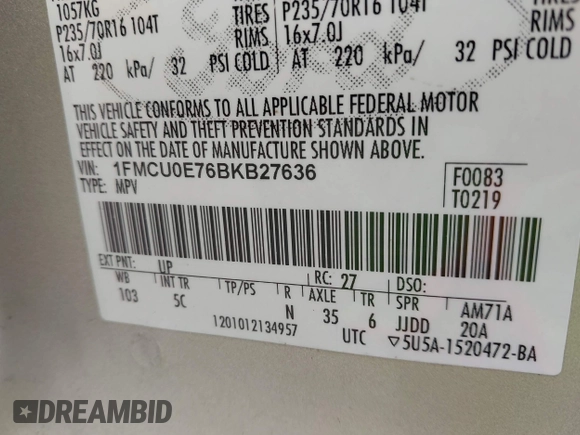 1057KG
P235/70R16 104T TIRES P235/70R16 104T TIRES
16x7.0J RIMS 16x7.0J RIMS
AT 220 kPa/ 32 PSI COLD AT 220 kPa/ 32 PSI COLD
THIS VEHICLE CONFORMS TO ALL APPLICABLE FEDERAL MOTOR
VEHICLE SAFETY AND THEFT PREVENTION STANDARDS IN
EFFECT ON THE DATE OF MANUFACTURE SHOWN ABOVE.
VIN: 1FMCU0E76BKB27636
TYPE: MPV
F0083
T0219
EXT PNT: UP RC: 27 DSO:
WB INT TR TP/PS R AXLE TR SPR AM71A
103 5C N 35 6 JJDD 20A
1201012134957 UTC ▽5U5A-1520472-BA
DREAMBID